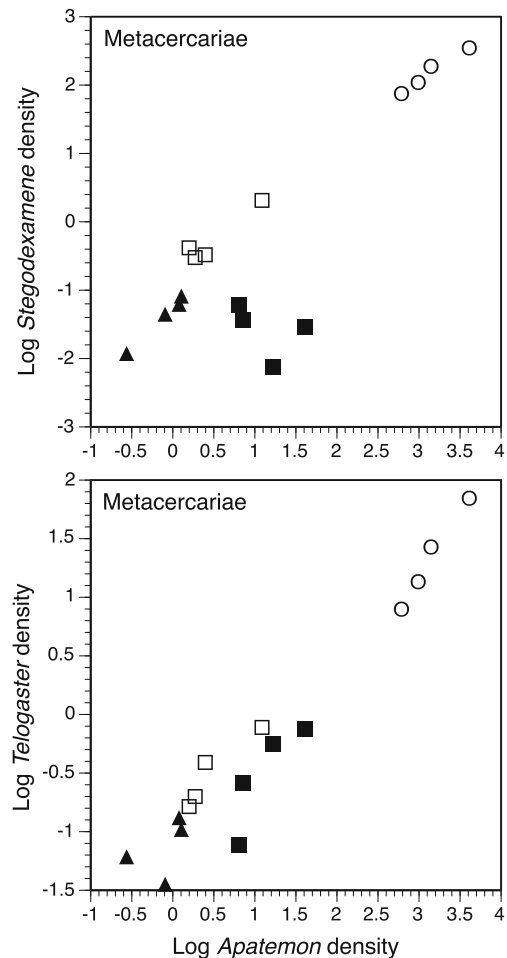 Metacercariae
3
2
1
0
-1
-2
-3
Log Stegodexamene density
-1 -0.5 0 0.5 1 1.5 2 2.5 3 3.5 4
Metacercariae
2
1.5
1
0.5
0
-0.5
-1
-1.5
Log Telogaster density
-1 -0.5 0 0.5 1 1.5 2 2.5 3 3.5 4
Log Apatemon density